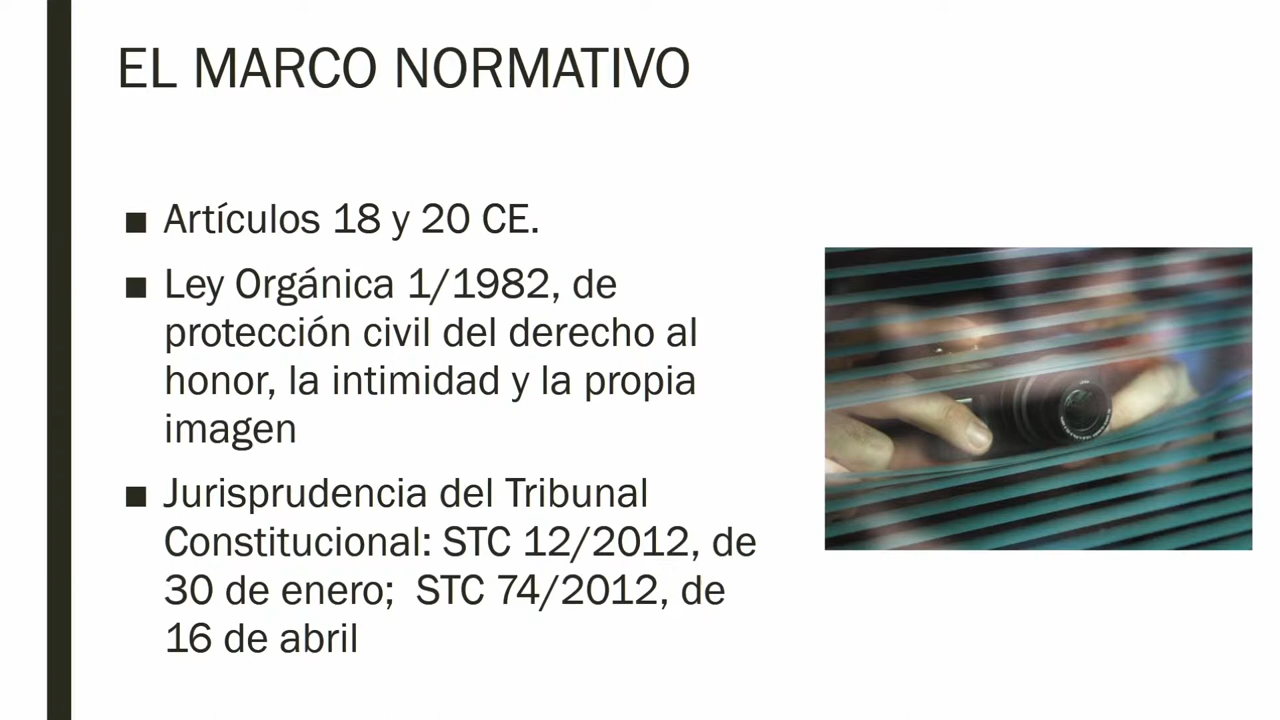 EL MARCO NORMATIVO
■ Artículos 18 y 20 CE.
■ Ley Orgánica 1/1982, de
protección civil del derecho al
honor, la intimidad y la propia
imagen
■ Jurisprudencia del Tribunal
Constitucional: STC 12/2012, de
30 de enero;  STC 74/2012, de
16 de abril